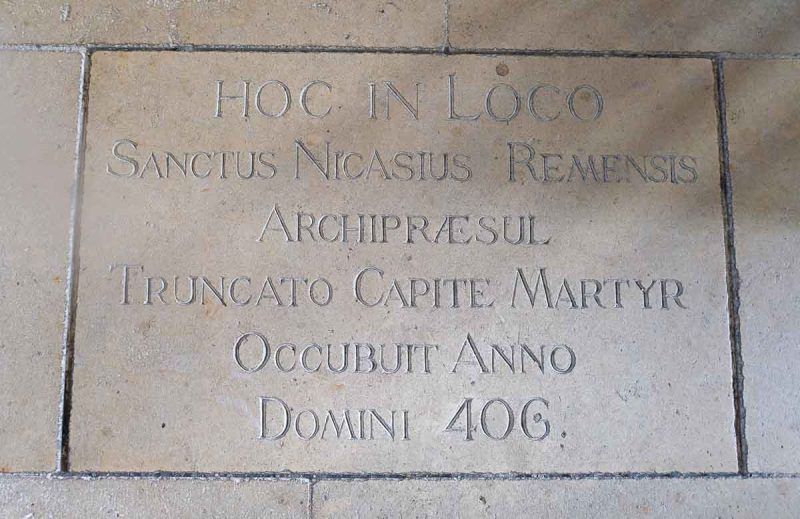 HOC IN LOCO
SANCTUS NICASIUS REMENSIS
ARCHIPRÆSUL
TRUNCATO CAPITE MARTYR
OCCUBUIT ANNO
DOMINI 406.